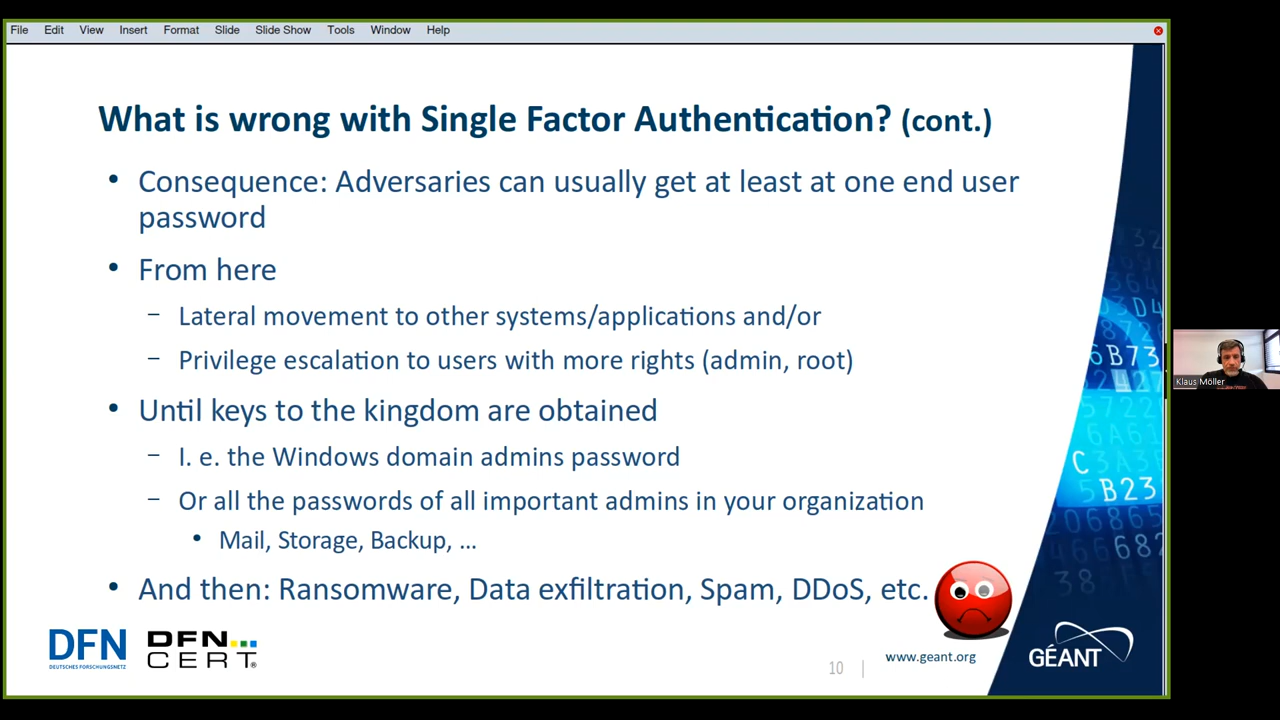 File Edit View Insert Format Slide Slide Show Tools Window Help
What is wrong with Single Factor Authentication? (cont.)
• Consequence: Adversaries can usually get at least at one end user
password
• From here
– Lateral movement to other systems/applications and/or
– Privilege escalation to users with more rights (admin, root)
• Until keys to the kingdom are obtained
– I. e. the Windows domain admins password
– Or all the passwords of all important admins in your organization
• Mail, Storage, Backup, ...
• And then: Ransomware, Data exfiltration, Spam, DDoS, etc.
DFN
DEUTSCHES FORSCHUNGSNETZ
DFN
CERT®
10
www.geant.org
GÉANT
Klaus Möller
B73
C
B23